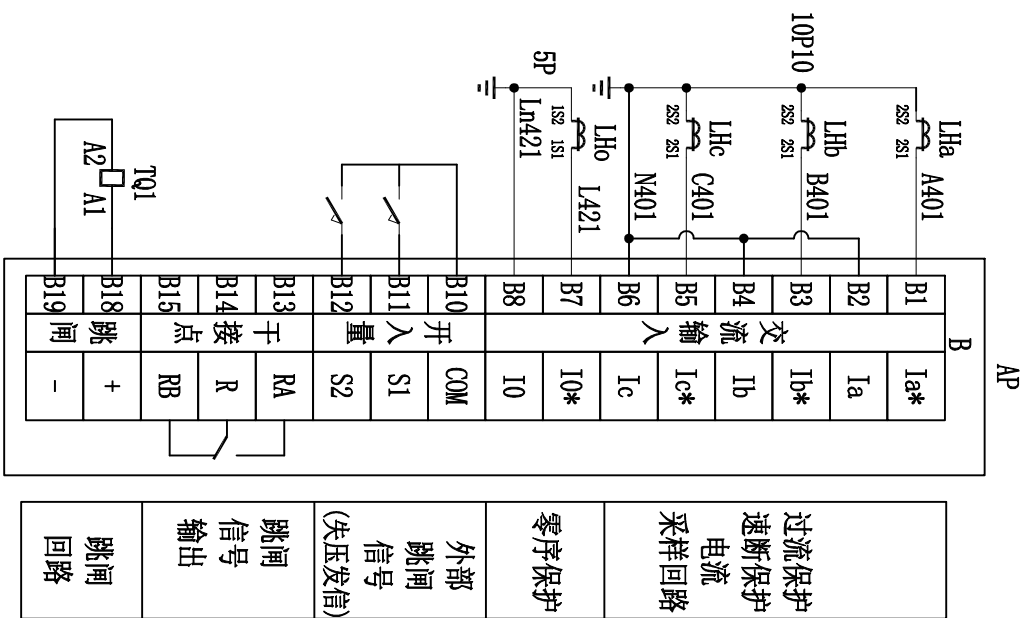 AP
B
10P10
LHa
2S2 2S1
A401
LHb
2S2 2S1
B401
LHc
2S2 2S1
C401
N401
5P
LHo
1S2 1S1
L421
Ln421
TQ1
A2 A1
B1
B2
B3
B4
B5
B6
B7
B8
B10
B11
B12
B13
B14
B15
B18
B19
交流输入
开入量
干接点
跳闸
Ia*
Ia
Ib*
Ib
Ic*
Ic
I0*
I0
COM
S1
S2
RA
R
RB
+
-
过流保护
速断保护
电流
采样回路
零序保护
外部
跳闸
信号
(失压发信)
跳闸
信号
输出
跳闸
回路